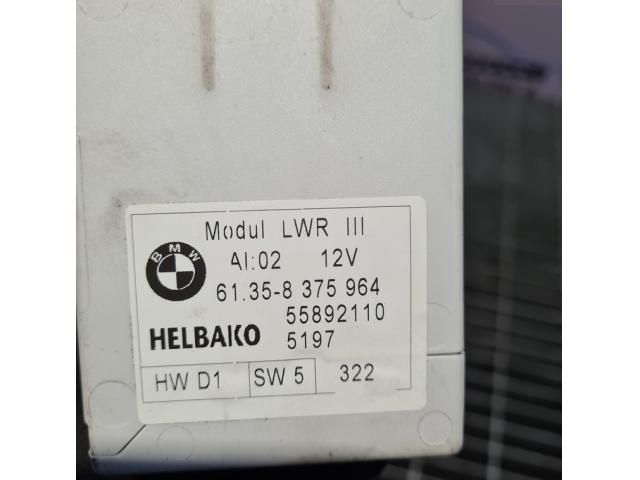 Modul LWR III
BMW
AI:02 12V
61.35-8 375 964
55892110
HELBAKO 5197
HW D1 SW 5 322